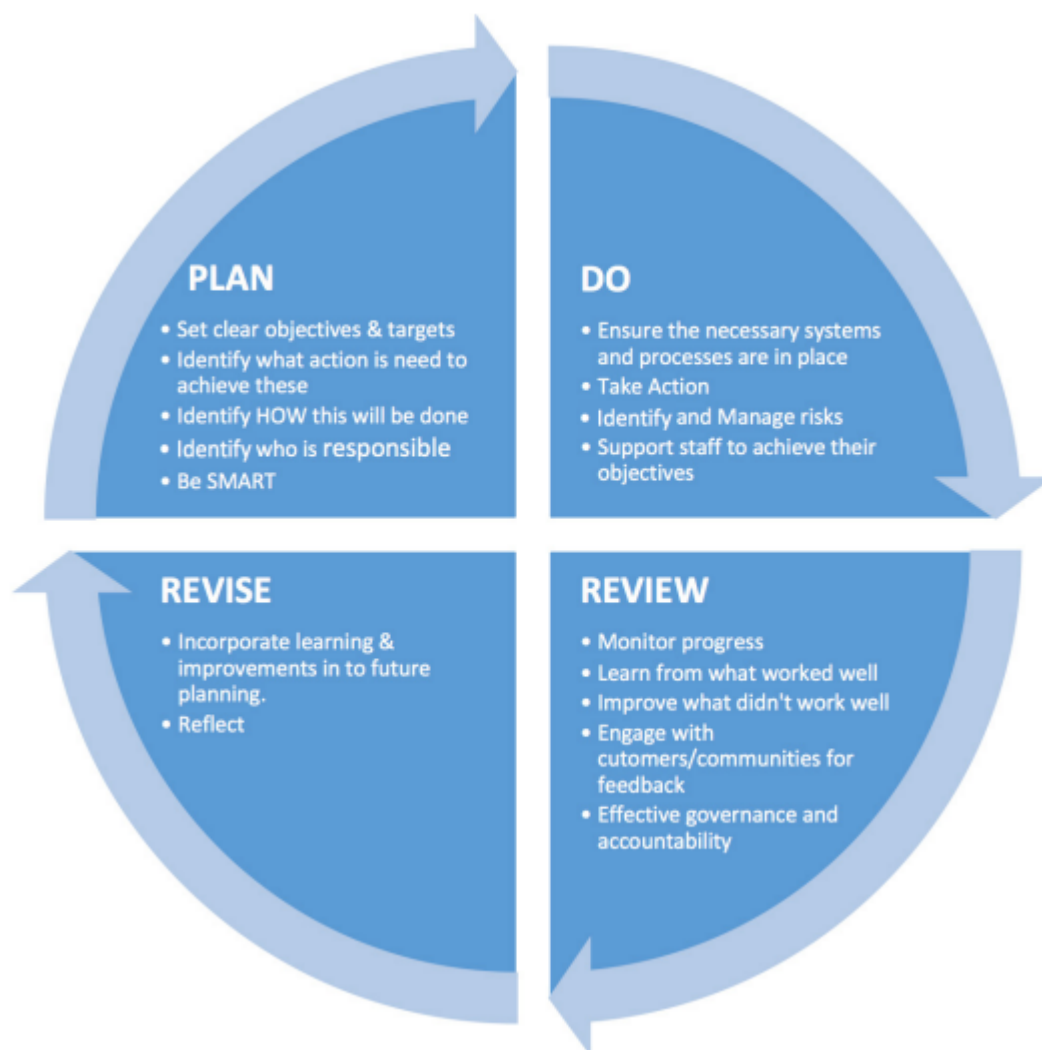 PLAN
• Set clear objectives & targets
• Identify what action is need to
achieve these
• Identify HOW this will be done
• Identify who is responsible
• Be SMART
DO
• Ensure the necessary systems
and processes are in place
• Take Action
• Identify and Manage risks
• Support staff to achieve their
objectives
REVISE
• Incorporate learning &
improvements in to future
planning.
• Reflect
REVIEW
• Monitor progress
• Learn from what worked well
• Improve what didn't work well
• Engage with
cutomers/communities for
feedback
• Effective governance and
accountability